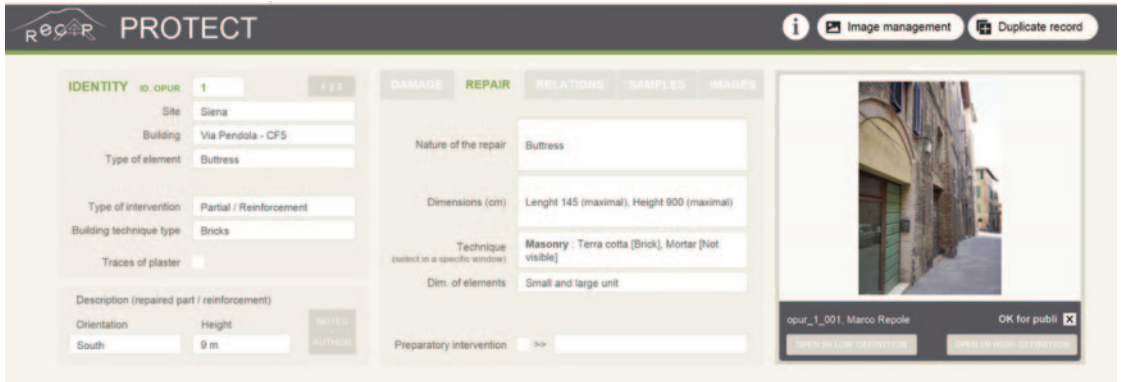 RECAP PROTECT
i
Image management
Duplicate record
IDENTITY ID. OPUR 1
x y z
Site Siena
Building Via Pendola - CF5
Type of element Buttress
Type of intervention Partial / Reinforcement
Building technique type Bricks
Traces of plaster
Description (repaired part / reinforcement)
Orientation Height
South 9 m
NOTES
+
AUTHOR
DAMAGE REPAIR RELATIONS SAMPLES IMAGES
Nature of the repair Buttress
Dimensions (cm) Lenght 145 (maximal), Height 900 (maximal)
Technique
(select in a specific window)
Masonry : Terra cotta [Brick], Mortar [Not
visible]
Dim. of elements Small and large unit
Preparatory intervention >>
opur_1_001, Marco Repole OK for publi X
OPEN IN LOW DEFINITION OPEN IN HIGH DEFINITION